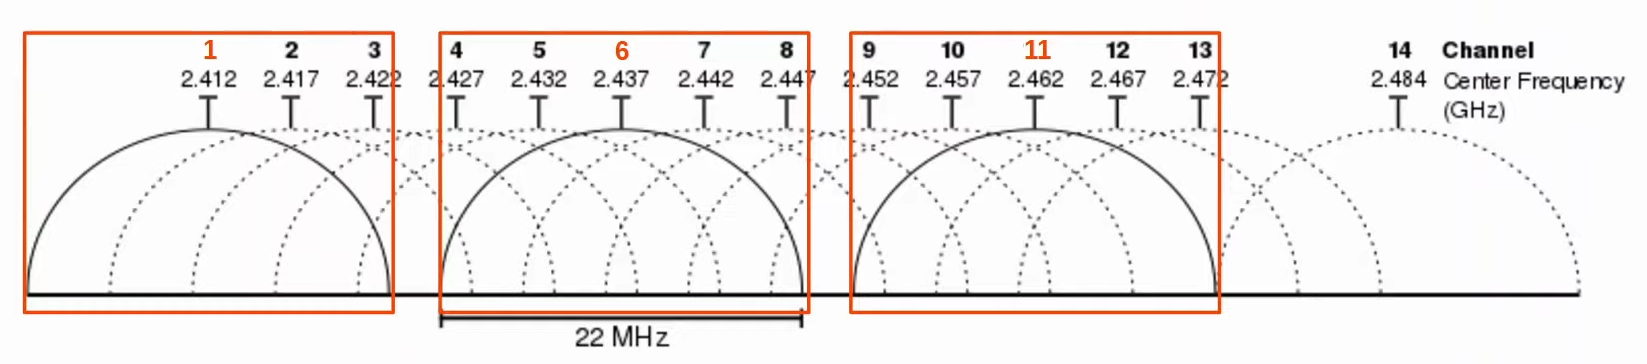 1 2 3 4 5 6 7 8 9 10 11 12 13 14 Channel
2.412 2.417 2.422 2.427 2.432 2.437 2.442 2.447 2.452 2.457 2.462 2.467 2.472 2.484 Center Frequency
(GHz)
22 MHz